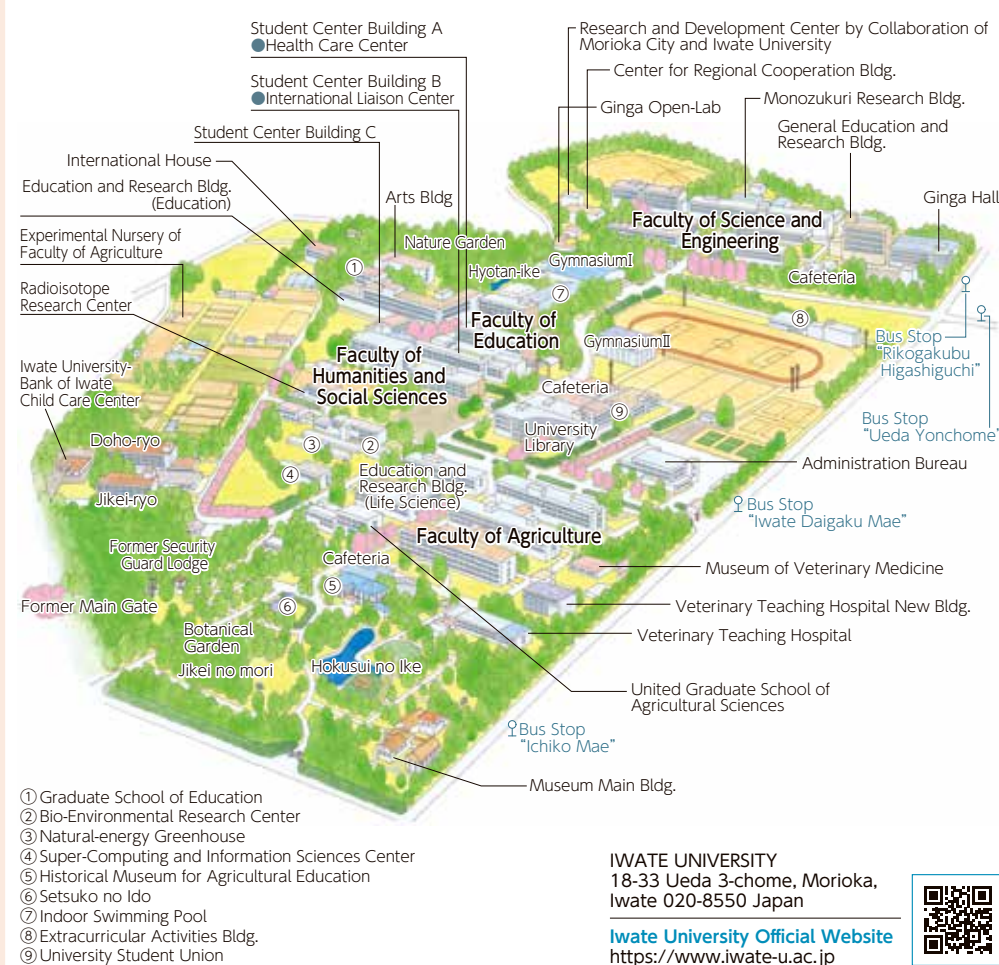 Student Center Building A
●Health Care Center
Student Center Building B
●International Liaison Center
Student Center Building C
International House
Education and Research Bldg.
(Education)
Experimental Nursery of
Faculty of Agriculture
Radioisotope
Research Center
Iwate University-
Bank of Iwate
Child Care Center
Research and Development Center by Collaboration of
Morioka City and Iwate University
Center for Regional Cooperation Bldg.
Ginga Open-Lab
Monozukuri Research Bldg.
General Education and
Research Bldg.
Ginga Hall
Arts Bldg
Nature Garden
Hyotan-ike
GymnasiumⅠ
Faculty of Science and
Engineering
Cafeteria
①
⑦
⑧
Faculty of
Education
GymnasiumⅡ
Faculty of
Humanities and
Social Sciences
Cafeteria
⑨
University
Library
Bus Stop
"Rikogakubu
Higashiguchi"
Bus Stop
"Ueda Yonchome"
Doho-ryo
Jikei-ryo
③
②
④
Education and
Research Bldg.
(Life Science)
Administration Bureau
Bus Stop
"Iwate Daigaku Mae"
Faculty of Agriculture
Former Security
Guard Lodge
Cafeteria
⑤
⑥
Museum of Veterinary Medicine
Former Main Gate
Veterinary Teaching Hospital New Bldg.
Botanical
Garden
Veterinary Teaching Hospital
Jikei no mori
Hokusui no Ike
United Graduate School of
Agricultural Sciences
Bus Stop
"Ichiko Mae"
Museum Main Bldg.
①Graduate School of Education
②Bio-Environmental Research Center
③Natural-energy Greenhouse
④Super-Computing and Information Sciences Center
⑤Historical Museum for Agricultural Education
⑥Setsuko no Ido
⑦Indoor Swimming Pool
⑧Extracurricular Activities Bldg.
⑨University Student Union
IWATE UNIVERSITY
18-33 Ueda 3-chome, Morioka,
Iwate 020-8550 Japan
Iwate University Official Website
https://www.iwate-u.ac.jp